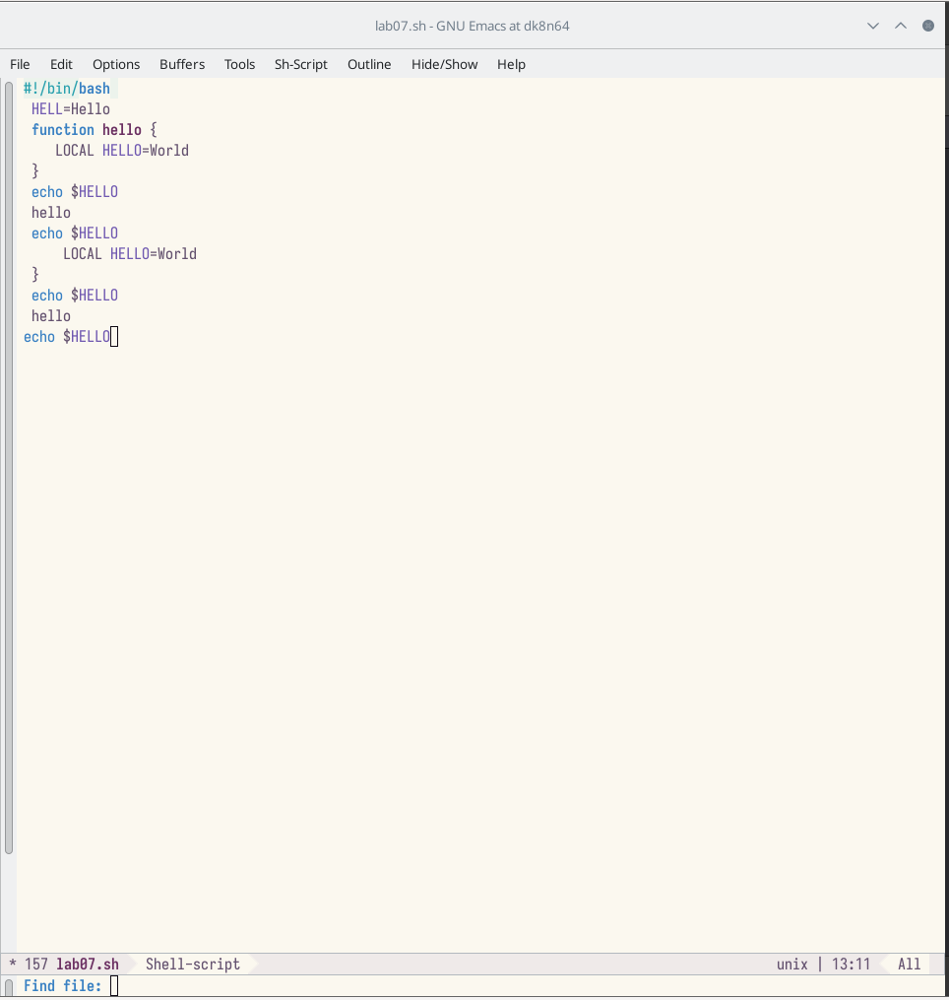 lab07.sh - GNU Emacs at dk8n64
File Edit Options Buffers Tools Sh-Script Outline Hide/Show Help
#!/bin/bash
HELL=Hello
function hello {
LOCAL HELLO=World
}
echo $HELLO
hello
echo $HELLO
LOCAL HELLO=World
}
echo $HELLO
hello
echo $HELLO
* 157 lab07.sh Shell-script unix | 13:11 All
Find file: